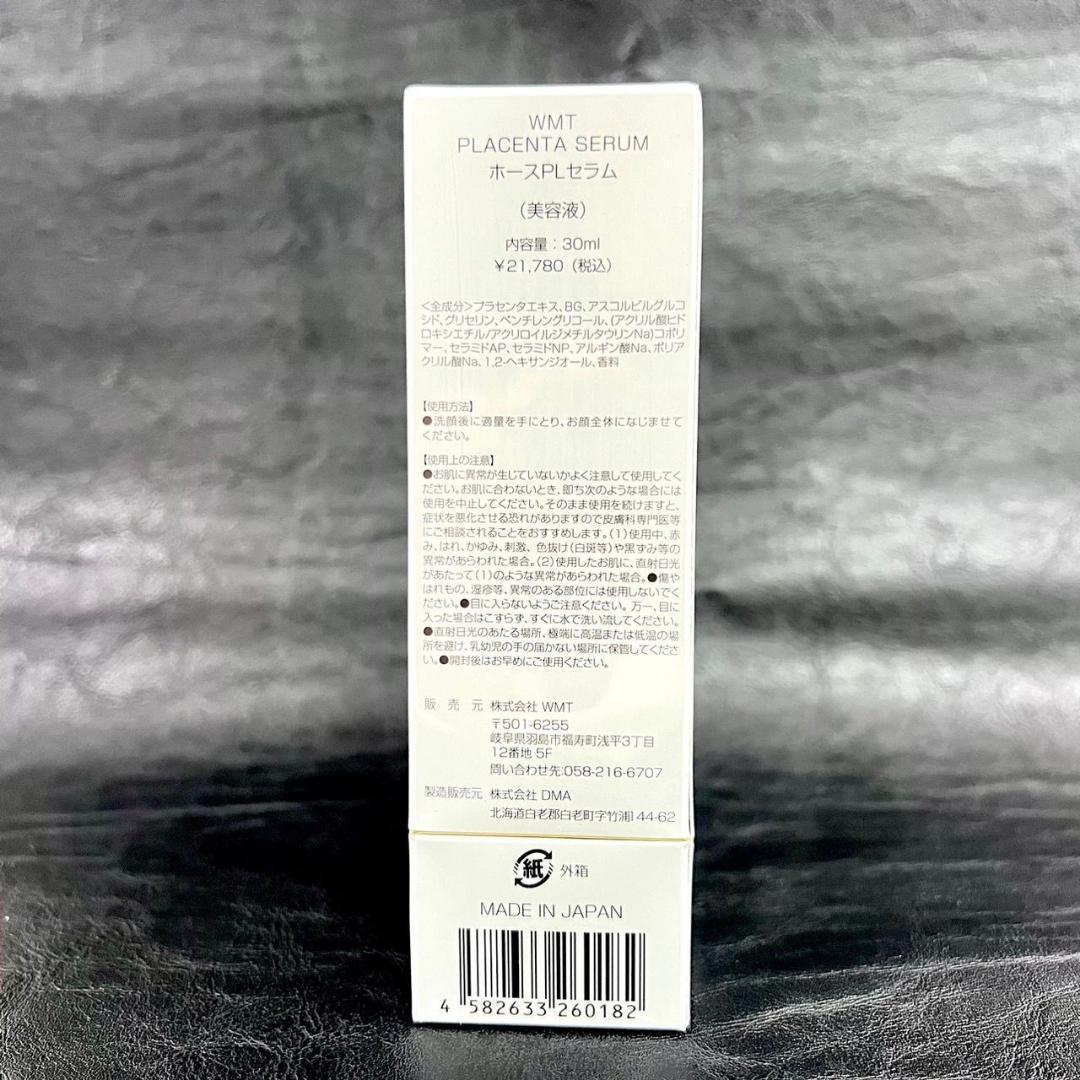 WMT
PLACENTA SERUM
ホースPLセラム
（美容液）
内容量：30ml
￥21,780（税込）
＜全成分＞プラセンタエキス、BG、アスコルビルグルコ
シド、グリセリン、ペンチレングリコール、(アクリル酸ヒド
ロキシエチル/アクリロイルジメチルタウリンNa)コポリ
マー、セラミドAP、セラミドNP、アルギン酸Na、ポリア
クリル酸Na、1,2-ヘキサンジオール、香料
【使用方法】
●洗顔後に適量を手にとり、お顔全体になじませて
ください。
【使用上の注意】
●お肌に異常が生じていないかよく注意して使用してく
ださい。お肌に合わないとき、即ち次のような場合には
使用を中止してください。そのまま使用を続けますと、
症状を悪化させる恐れがありますので皮膚科専門医等
にご相談されることをおすすめします。(1)使用中、赤
み、はれ、かゆみ、刺激、色抜け(白斑等)や黒ずみ等の
異常があらわれた場合。(2)使用したお肌に、直射日光
があたって(1)のような異常があらわれた場合。●傷や
はれもの、湿疹等、異常のある部位には使用しないでく
ださい。●目に入らないようご注意ください。万一、目に
入った場合はこすらず、すぐに水で洗い流してください。
●直射日光のあたる場所、極端に高温または低温の場
所を避け、乳幼児の手の届かない場所に保管してくださ
い。●開封後はお早めにご使用ください。
販売元 株式会社 WMT
〒501-6255
岐阜県羽島市福寿町浅平3丁目
12番地 5F
問い合わせ先:058-216-6707
製造販売元 株式会社 DMA
北海道白老郡白老町字竹浦144-62
紙 外箱
MADE IN JAPAN
4 582633 260182